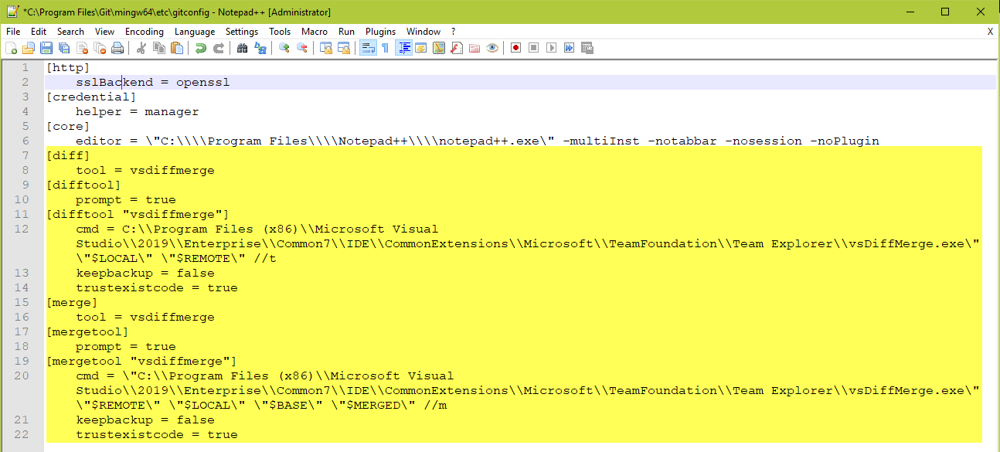 *C:\Program Files\Git\mingw64\etc\gitconfig - Notepad++ [Administrator]
File Edit Search View Encoding Language Settings Tools Macro Run Plugins Window ? X
1 [http]
2 sslBackend = openssl
3 [credential]
4 helper = manager
5 [core]
6 editor = \"C:\\\\Program Files\\\\Notepad++\\\\notepad++.exe\" -multiInst -notabbar -nosession -noPlugin
7 [diff]
8 tool = vsdiffmerge
9 [difftool]
10 prompt = true
11 [difftool "vsdiffmerge"]
12 cmd = C:\\Program Files (x86)\\Microsoft Visual
Studio\\2019\\Enterprise\\Common7\\IDE\\CommonExtensions\\Microsoft\\TeamFoundation\\Team Explorer\\vsDiffMerge.exe\"
\"$LOCAL\" \"$REMOTE\" //t
13 keepbackup = false
14 trustexistcode = true
15 [merge]
16 tool = vsdiffmerge
17 [mergetool]
18 prompt = true
19 [mergetool "vsdiffmerge"]
20 cmd = \"C:\\Program Files (x86)\\Microsoft Visual
Studio\\2019\\Enterprise\\Common7\\IDE\\CommonExtensions\\Microsoft\\TeamFoundation\\Team Explorer\\vsDiffMerge.exe\"
\"$REMOTE\" \"$LOCAL\" \"$BASE\" \"$MERGED\" //m
21 keepbackup = false
22 trustexistcode = true